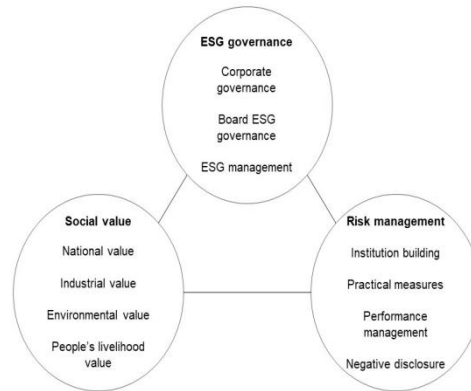 ESG governance
Corporate
governance
Board ESG
governance
ESG management
Social value
National value
Industrial value
Environmental value
People's livelihood
value
Risk management
Institution building
Practical measures
Performance
management
Negative disclosure